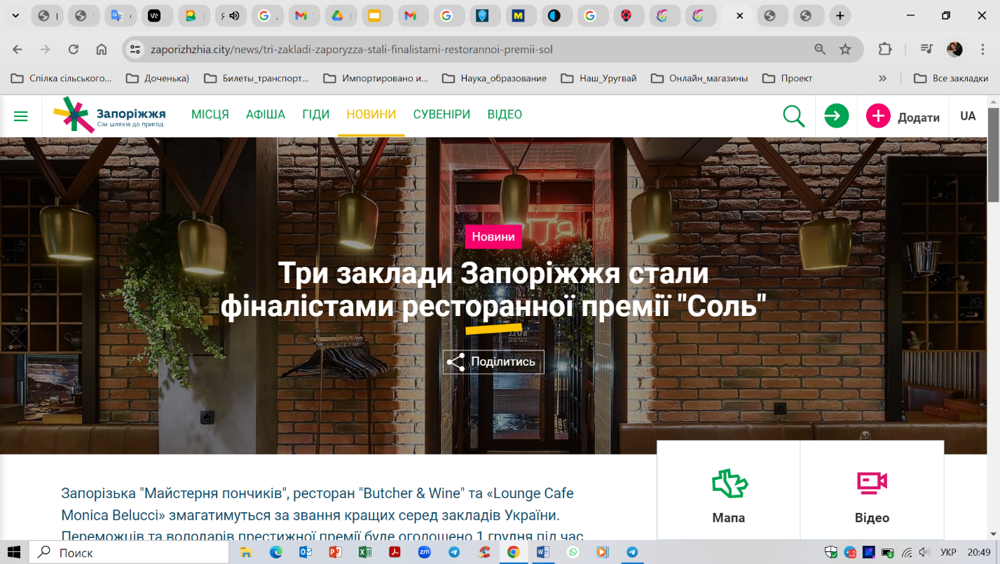 zaporizhzhia.city/news/tri-zakladi-zaporyzza-stali-finalistami-restorannoi-premii-sol
Спілка сільського... Доченька) Билеты_транспорт... Импортировано и... Наука_образование Наш_Уругвай Онлайн_магазины Проект » Все закладки
Запоріжжя
Сім шляхів до пригод
МІСЦЯ АФІША ГІДИ НОВИНИ СУВЕНІРИ ВІДЕО
Додати UA
Новини
Три заклади Запоріжжя стали
фіналістами ресторанної премії "Соль"
Поділитись
Запорізька "Майстерня пончиків", ресторан "Butcher & Wine" та «Lounge Cafe
Monica Belucci» змагатимуться за звання кращих серед закладів України.
Переможців та володарів престижної премії буде оголошено 1 грудня під час
Мапа Відео
Поиск
УКР 20:49